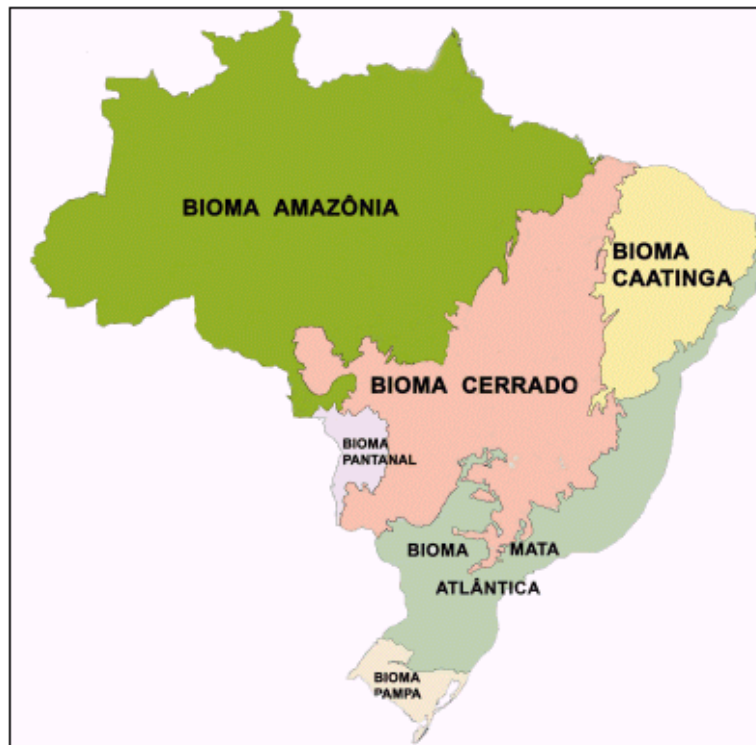 BIOMA AMAZÔNIA
BIOMA
CAATINGA
BIOMA CERRADO
BIOMA
PANTANAL
BIOMA MATA
ATLÂNTICA
BIOMA
PAMPA